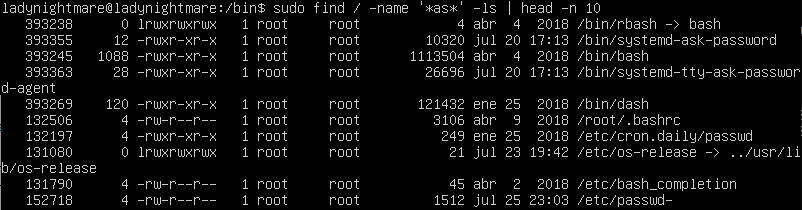 ladynightmare@ladynightmare:/bin$ sudo find / -name '*as*' -ls | head -n 10
393238 0 lrwxrwxrwx 1 root root 4 abr 4 2018 /bin/rbash -> bash
393355 12 -rwxr-xr-x 1 root root 10320 jul 20 17:13 /bin/systemd-ask-password
393245 1088 -rwxr-xr-x 1 root root 1113504 abr 4 2018 /bin/bash
393363 28 -rwxr-xr-x 1 root root 26696 jul 20 17:13 /bin/systemd-tty-ask-passwor
d-agent
393269 120 -rwxr-xr-x 1 root root 121432 ene 25 2018 /bin/dash
132506 4 -rw-r--r-- 1 root root 3106 abr 9 2018 /root/.bashrc
132197 4 -rwxr-xr-x 1 root root 249 ene 25 2018 /etc/cron.daily/passwd
131080 0 lrwxrwxrwx 1 root root 21 jul 23 19:42 /etc/os-release -> ../usr/li
b/os-release
131790 4 -rw-r--r-- 1 root root 45 abr 2 2018 /etc/bash_completion
152718 4 -rw-r--r-- 1 root root 1512 jul 25 23:03 /etc/passwd-